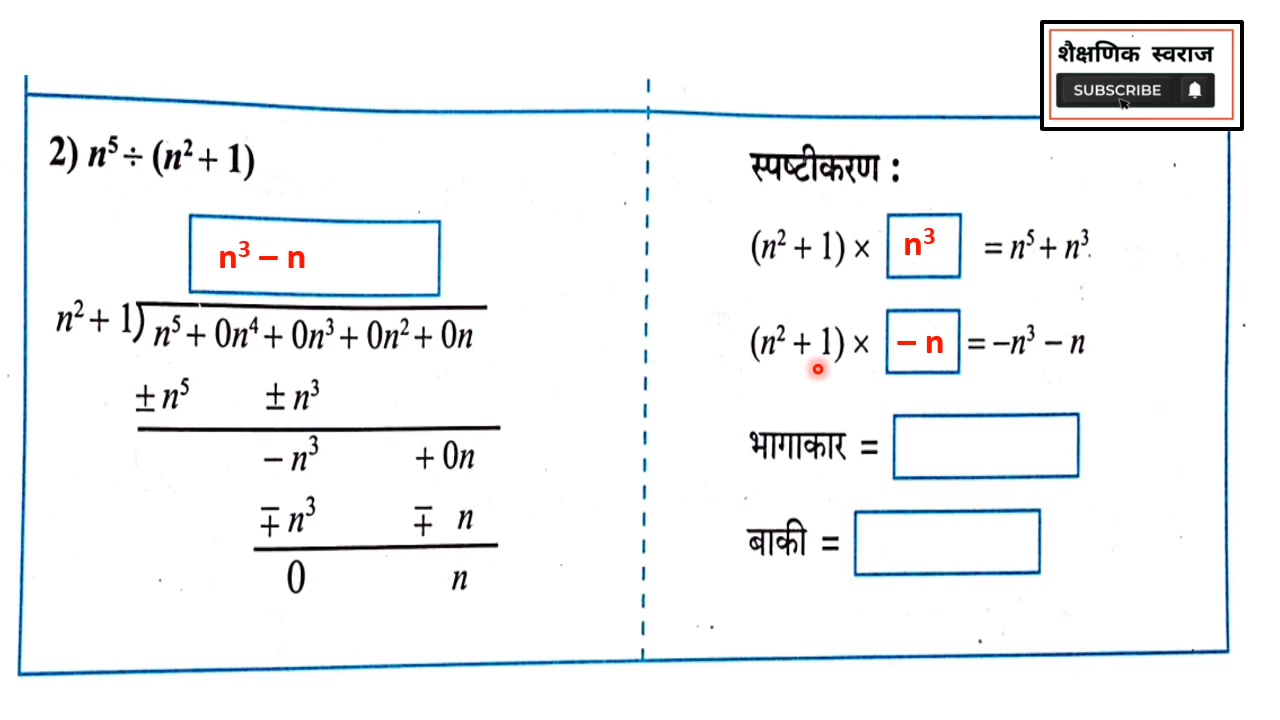 शैक्षणिक स्वराज
SUBSCRIBE
2) n⁵ ÷ (n² + 1)
n³ – n
n² + 1) n⁵ + 0n⁴ + 0n³ + 0n² + 0n
± n⁵ ± n³
– n³ + 0n
∓ n³ ∓ n
0 n
स्पष्टीकरण :
(n² + 1) × n³ = n⁵ + n³
(n² + 1) × – n = –n³ – n
भागाकार =
बाकी =